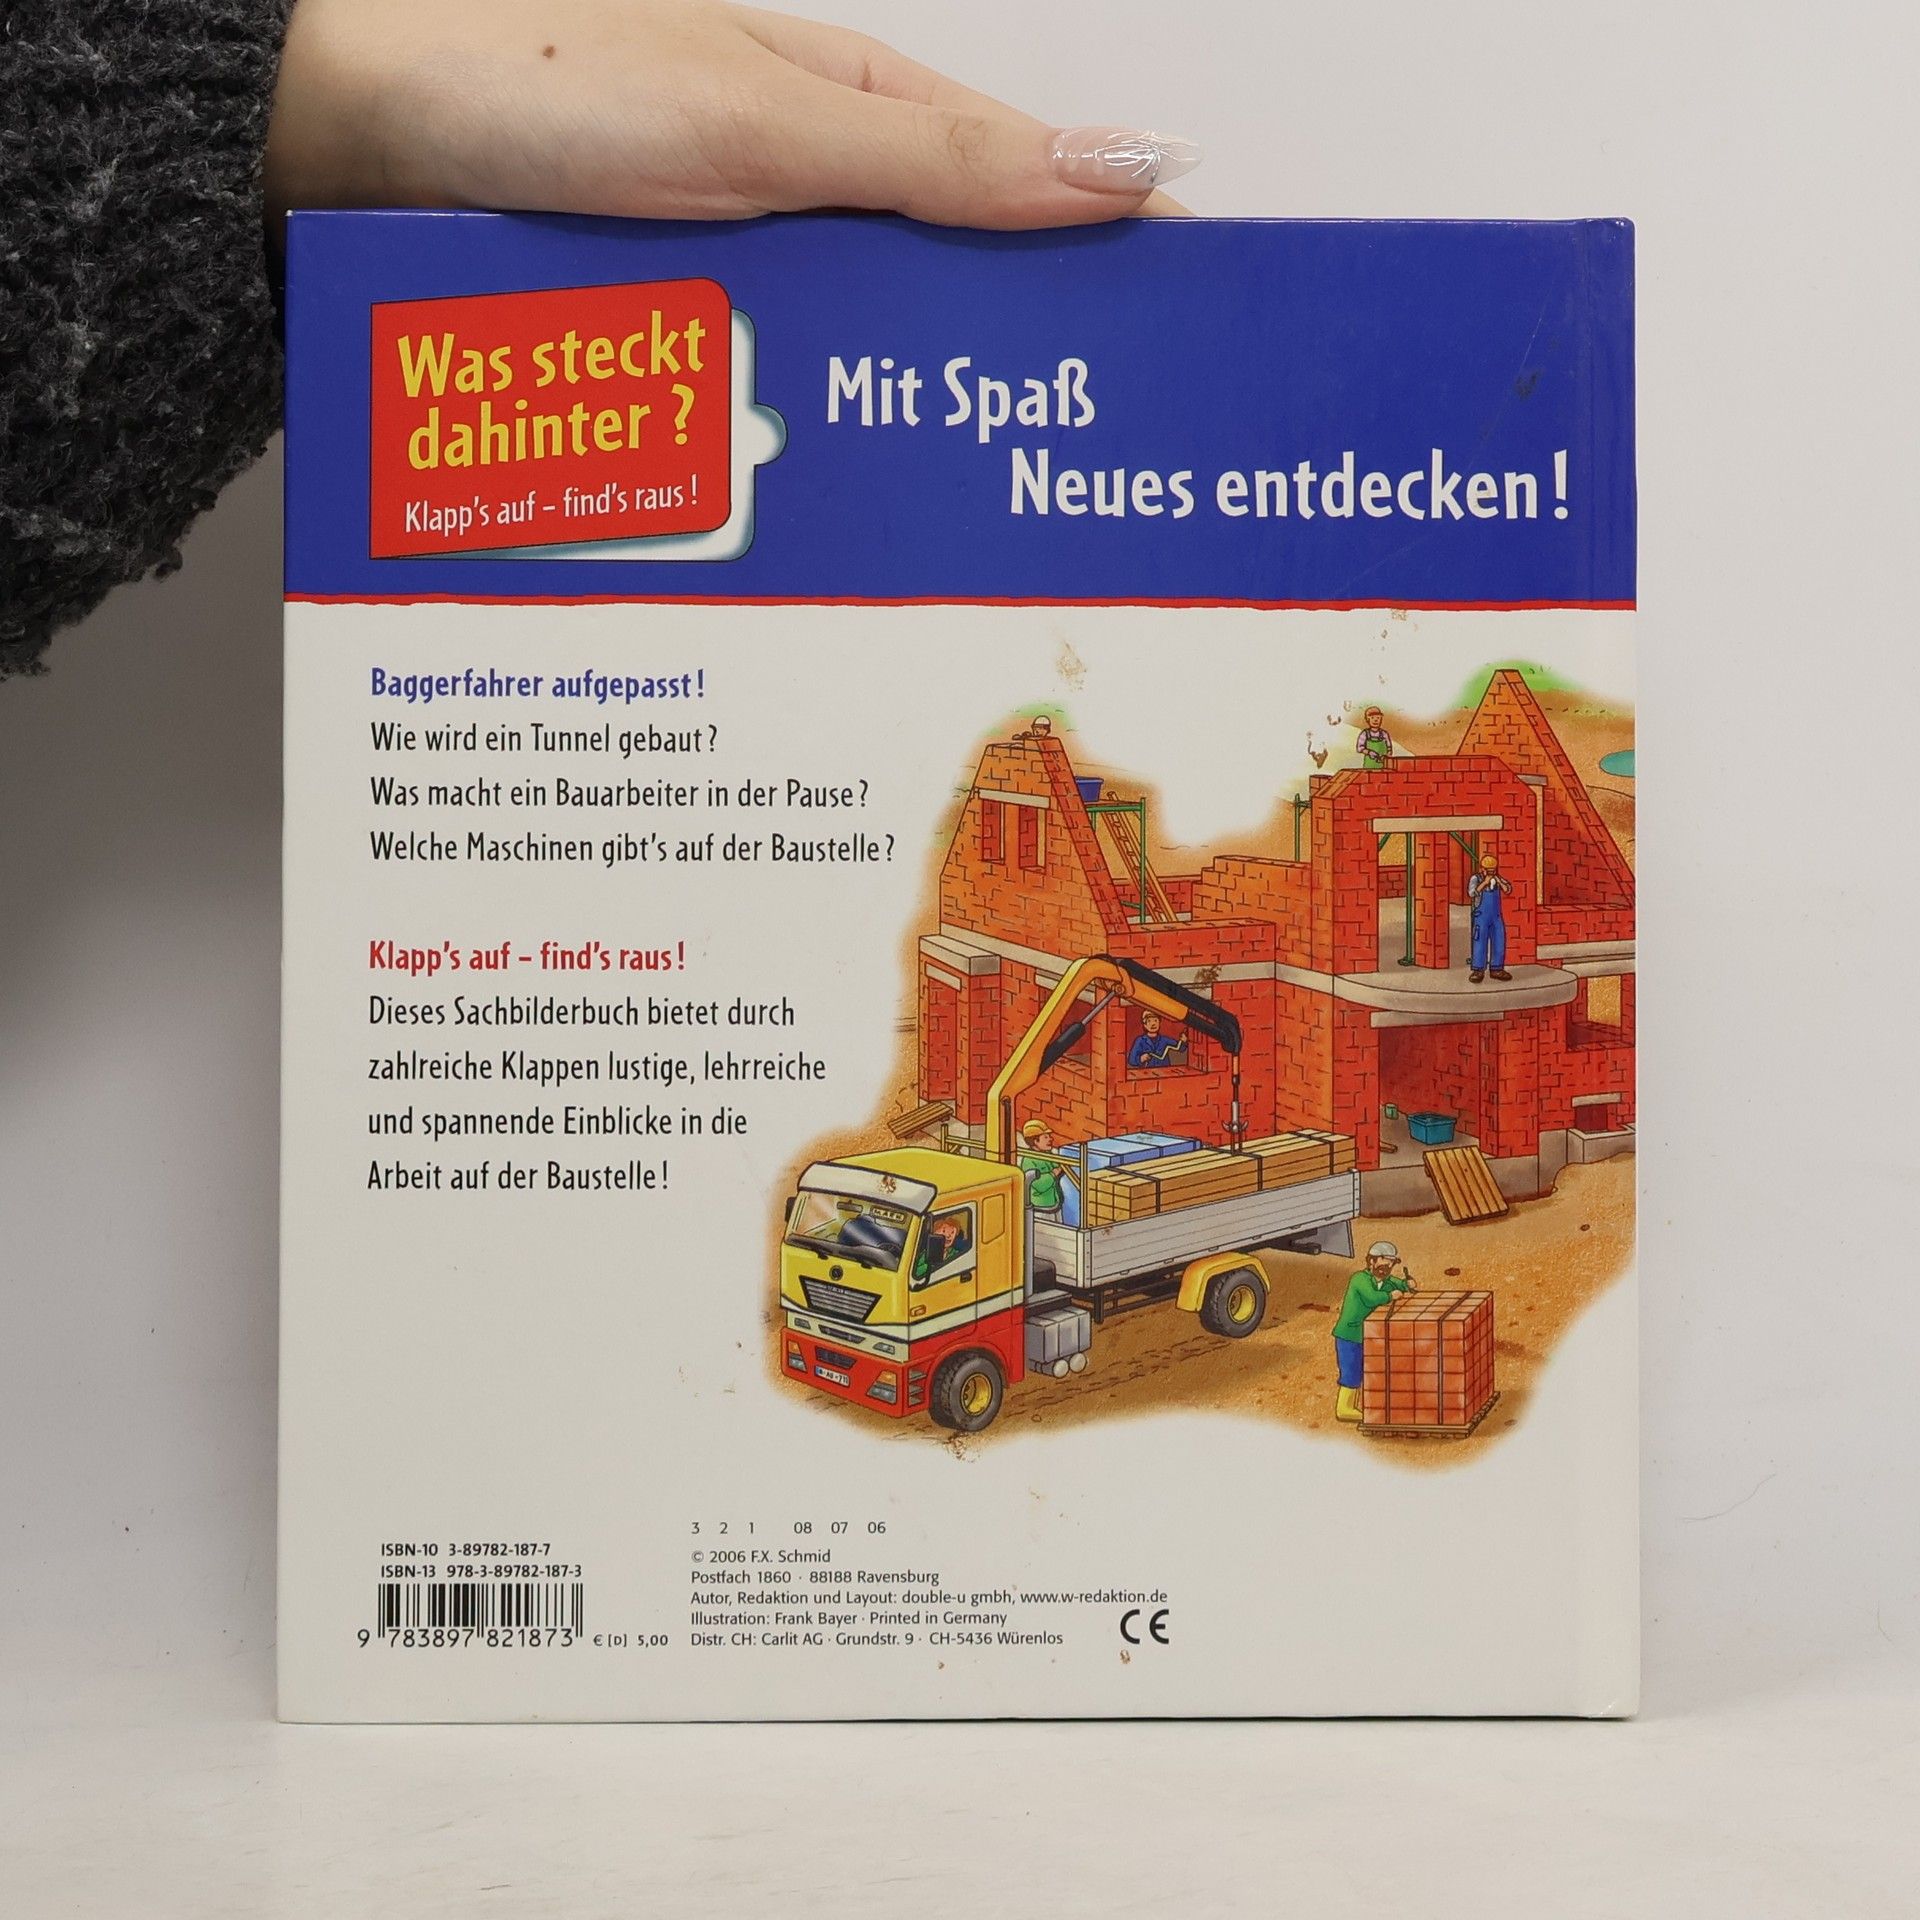 Was steckt
dahinter ?
Klapp's auf – find's raus !
Mit Spaß
Neues entdecken !
Baggerfahrer aufgepasst !
Wie wird ein Tunnel gebaut ?
Was macht ein Bauarbeiter in der Pause ?
Welche Maschinen gibt's auf der Baustelle ?
Klapp's auf – find's raus !
Dieses Sachbilderbuch bietet durch
zahlreiche Klappen lustige, lehrreiche
und spannende Einblicke in die
Arbeit auf der Baustelle !
3 2 1 08 07 06
ISBN-10 3-89782-187-7
ISBN-13 978-3-89782-187-3
9 783897 821873
€ [D] 5,00
© 2006 F.X. Schmid
Postfach 1860 · 88188 Ravensburg
Autor, Redaktion und Layout: double-u gmbh, www.w-redaktion.de
Illustration: Frank Bayer · Printed in Germany
Distr. CH: Carlit AG · Grundstr. 9 · CH-5436 Würenlos
CE